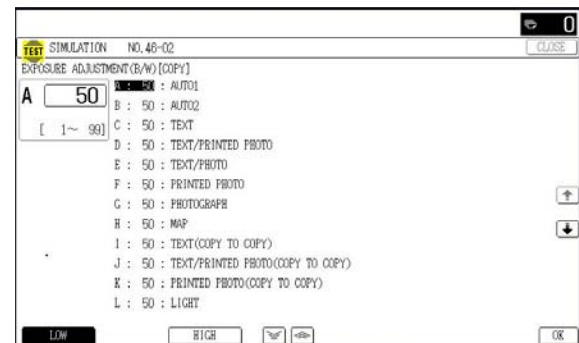 0
TEST SIMULATION NO. 46-02 CLOSE
EXPOSURE ADJUSTMENT(B/W)[COPY]
A 50
[ 1~ 99]
A : 50 : AUTO1
B : 50 : AUTO2
C : 50 : TEXT
D : 50 : TEXT/PRINTED PHOTO
E : 50 : TEXT/PHOTO
F : 50 : PRINTED PHOTO
G : 50 : PHOTOGRAPH
H : 50 : MAP
I : 50 : TEXT(COPY TO COPY)
J : 50 : TEXT/PRINTED PHOTO(COPY TO COPY)
K : 50 : PRINTED PHOTO(COPY TO COPY)
L : 50 : LIGHT
LOW HIGH OK